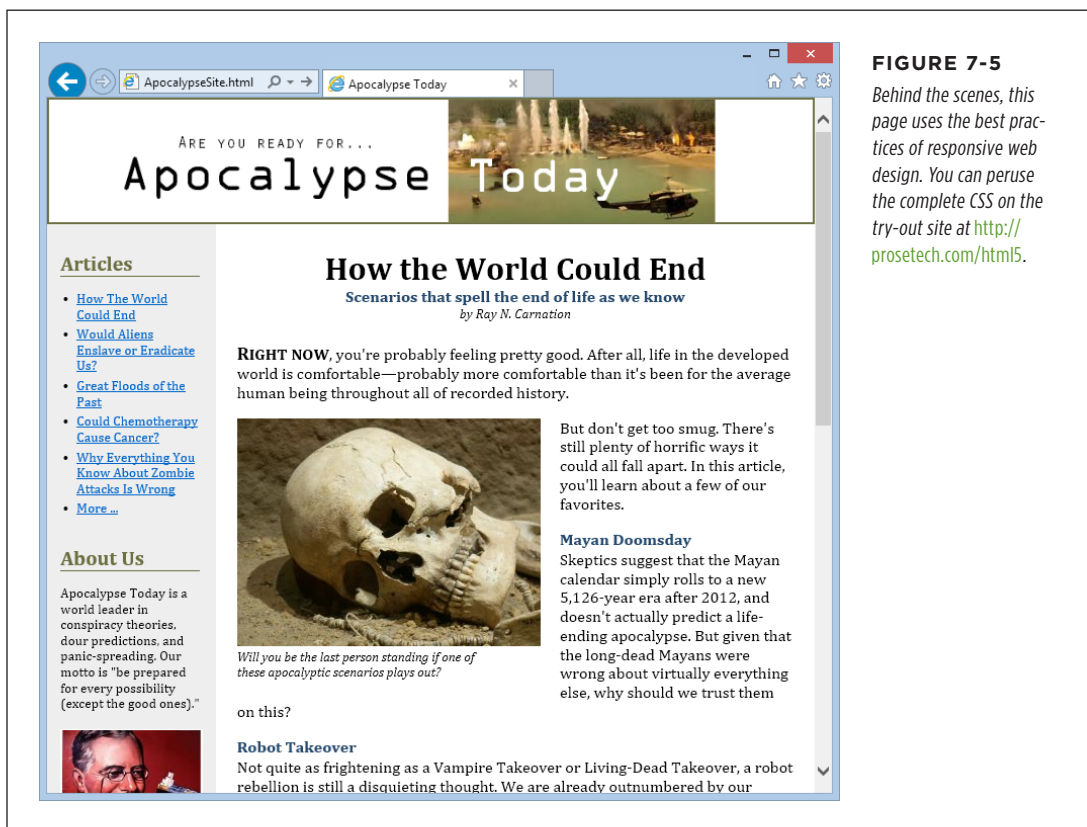 ApocalypseSite.html
Apocalypse Today
ARE YOU READY FOR...
Apocalypse Today
Articles
• How The World
Could End
• Would Aliens
Enslave or Eradicate
Us?
• Great Floods of the
Past
• Could Chemotherapy
Cause Cancer?
• Why Everything You
Know About Zombie
Attacks Is Wrong
• More ...
About Us
Apocalypse Today is a
world leader in
conspiracy theories,
dour predictions, and
panic-spreading. Our
motto is "be prepared
for every possibility
(except the good ones)."
How the World Could End
Scenarios that spell the end of life as we know
by Ray N. Carnation
RIGHT NOW, you're probably feeling pretty good. After all, life in the developed
world is comfortable—probably more comfortable than it's been for the average
human being throughout all of recorded history.
Will you be the last person standing if one of
these apocalyptic scenarios plays out?
But don't get too smug. There's
still plenty of horrific ways it
could all fall apart. In this article,
you'll learn about a few of our
favorites.
Mayan Doomsday
Skeptics suggest that the Mayan
calendar simply rolls to a new
5,126-year era after 2012, and
doesn't actually predict a life-
ending apocalypse. But given that
the long-dead Mayans were
wrong about virtually everything
else, why should we trust them
on this?
Robot Takeover
Not quite as frightening as a Vampire Takeover or Living-Dead Takeover, a robot
rebellion is still a disquieting thought. We are already outnumbered by our
FIGURE 7-5
Behind the scenes, this
page uses the best prac-
tices of responsive web
design. You can peruse
the complete CSS on the
try-out site at http://
prosetech.com/html5.